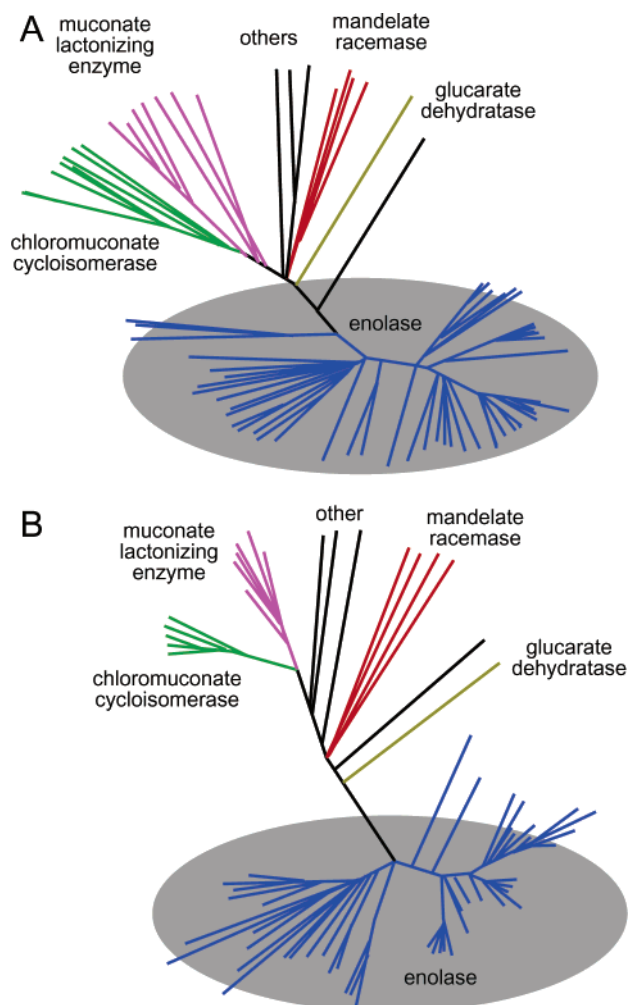 A
muconate
lactonizing
enzyme
others
mandelate
racemase
glucarate
dehydratase
chloromuconate
cycloisomerase
enolase
B
muconate
lactonizing
enzyme
other
mandelate
racemase
glucarate
dehydratase
chloromuconate
cycloisomerase
enolase